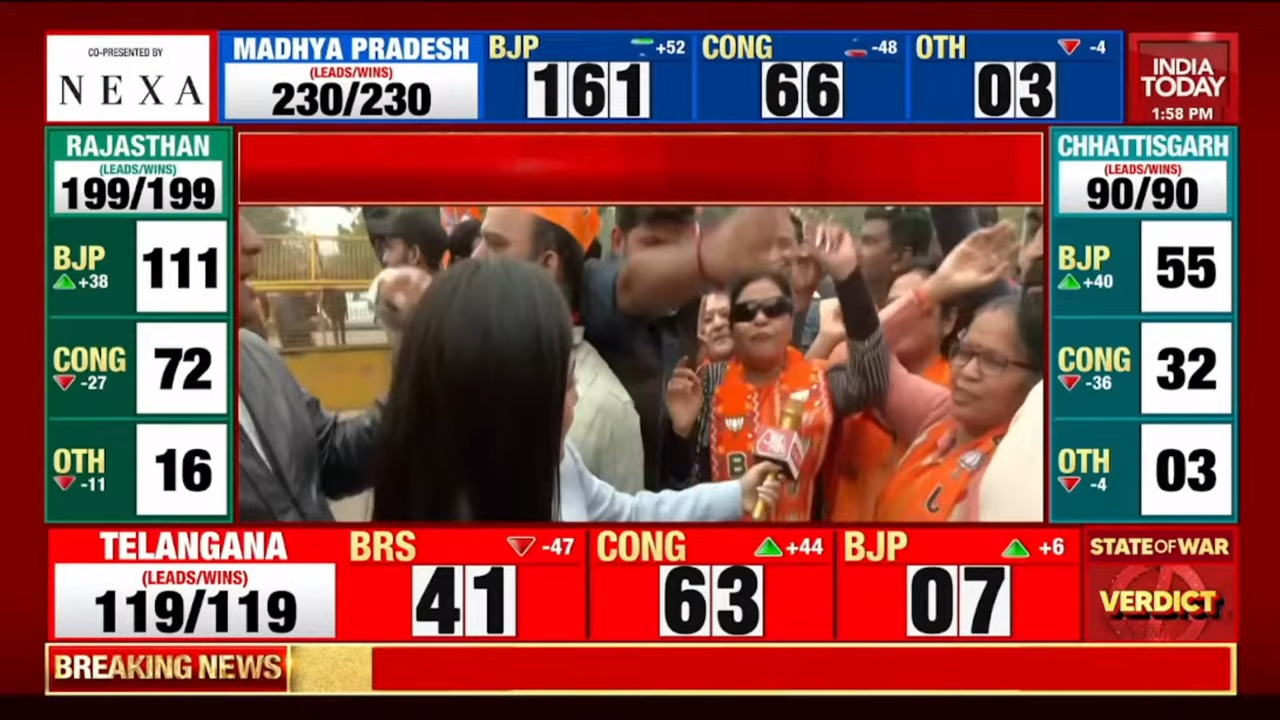 CO-PRESENTED BY
NEXA
MADHYA PRADESH
(LEADS/WINS)
230/230
BJP +52
161
CONG -48
66
OTH -4
03
INDIA
TODAY
1:58 PM
RAJASTHAN
(LEADS/WINS)
199/199
BJP
+38
111
CONG
-27
72
OTH
-11
16
CHHATTISGARH
(LEADS/WINS)
90/90
BJP
+40
55
CONG
-36
32
OTH
-4
03
TELANGANA
(LEADS/WINS)
119/119
BRS -47
41
CONG +44
63
BJP +6
07
STATE OF WAR
VERDICT
BREAKING NEWS